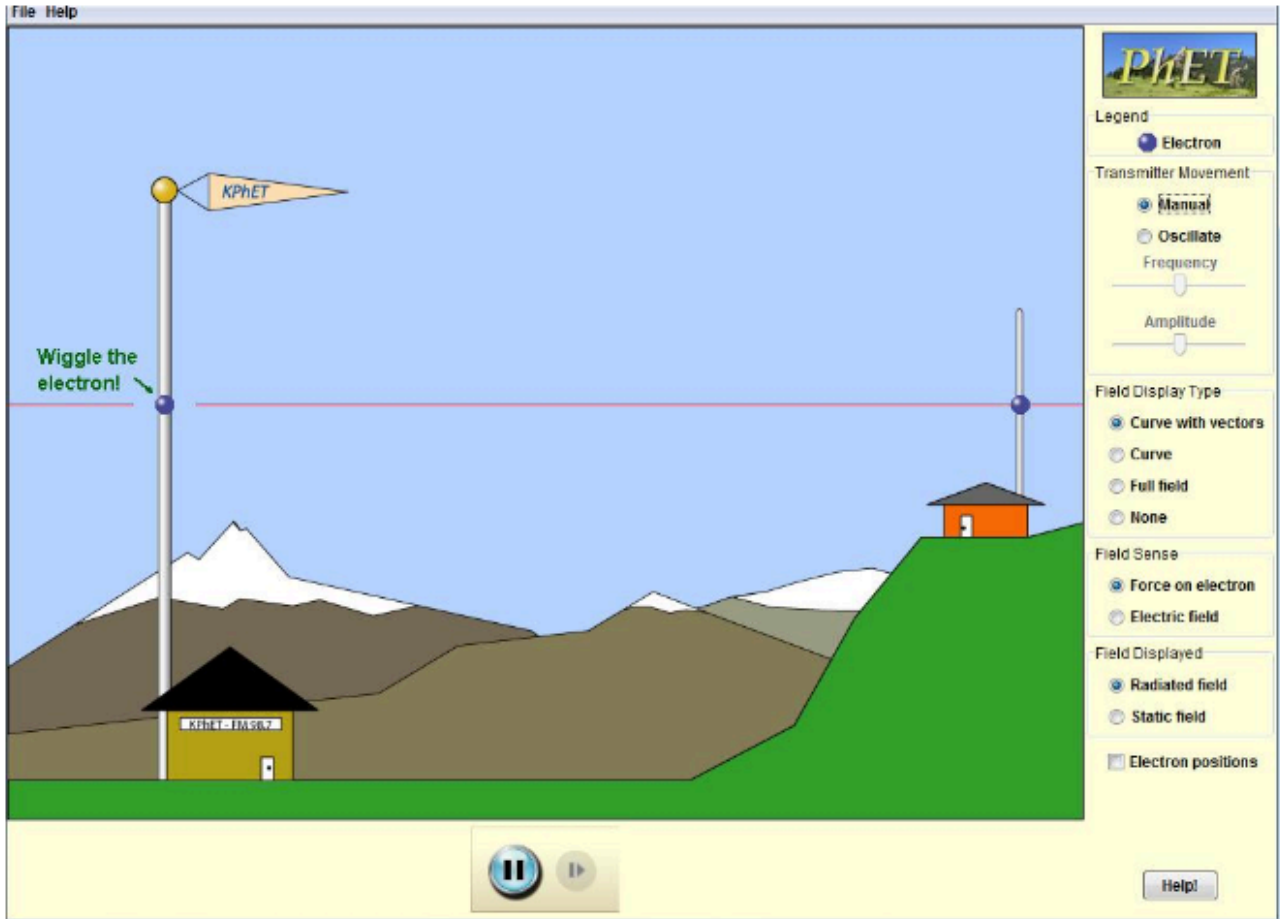 File Help
KPhET
Wiggle the
electron!
KPhET - FM 98.7
PhET
Legend
Electron
Transmitter Movement
Manual
Oscillate
Frequency
Amplitude
Field Display Type
Curve with vectors
Curve
Full field
None
Field Sense
Force on electron
Electric field
Field Displayed
Radiated field
Static field
Electron positions
Help!